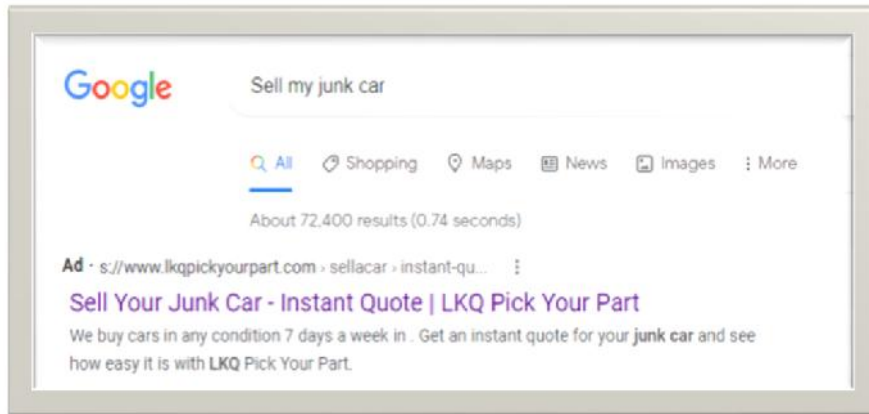 Google
Sell my junk car
All Shopping Maps News Images More
About 72,400 results (0.74 seconds)
Ad · s://www.lkqpickyourpart.com › sellacar › instant-qu...
Sell Your Junk Car - Instant Quote | LKQ Pick Your Part
We buy cars in any condition 7 days a week in . Get an instant quote for your junk car and see
how easy it is with LKQ Pick Your Part.